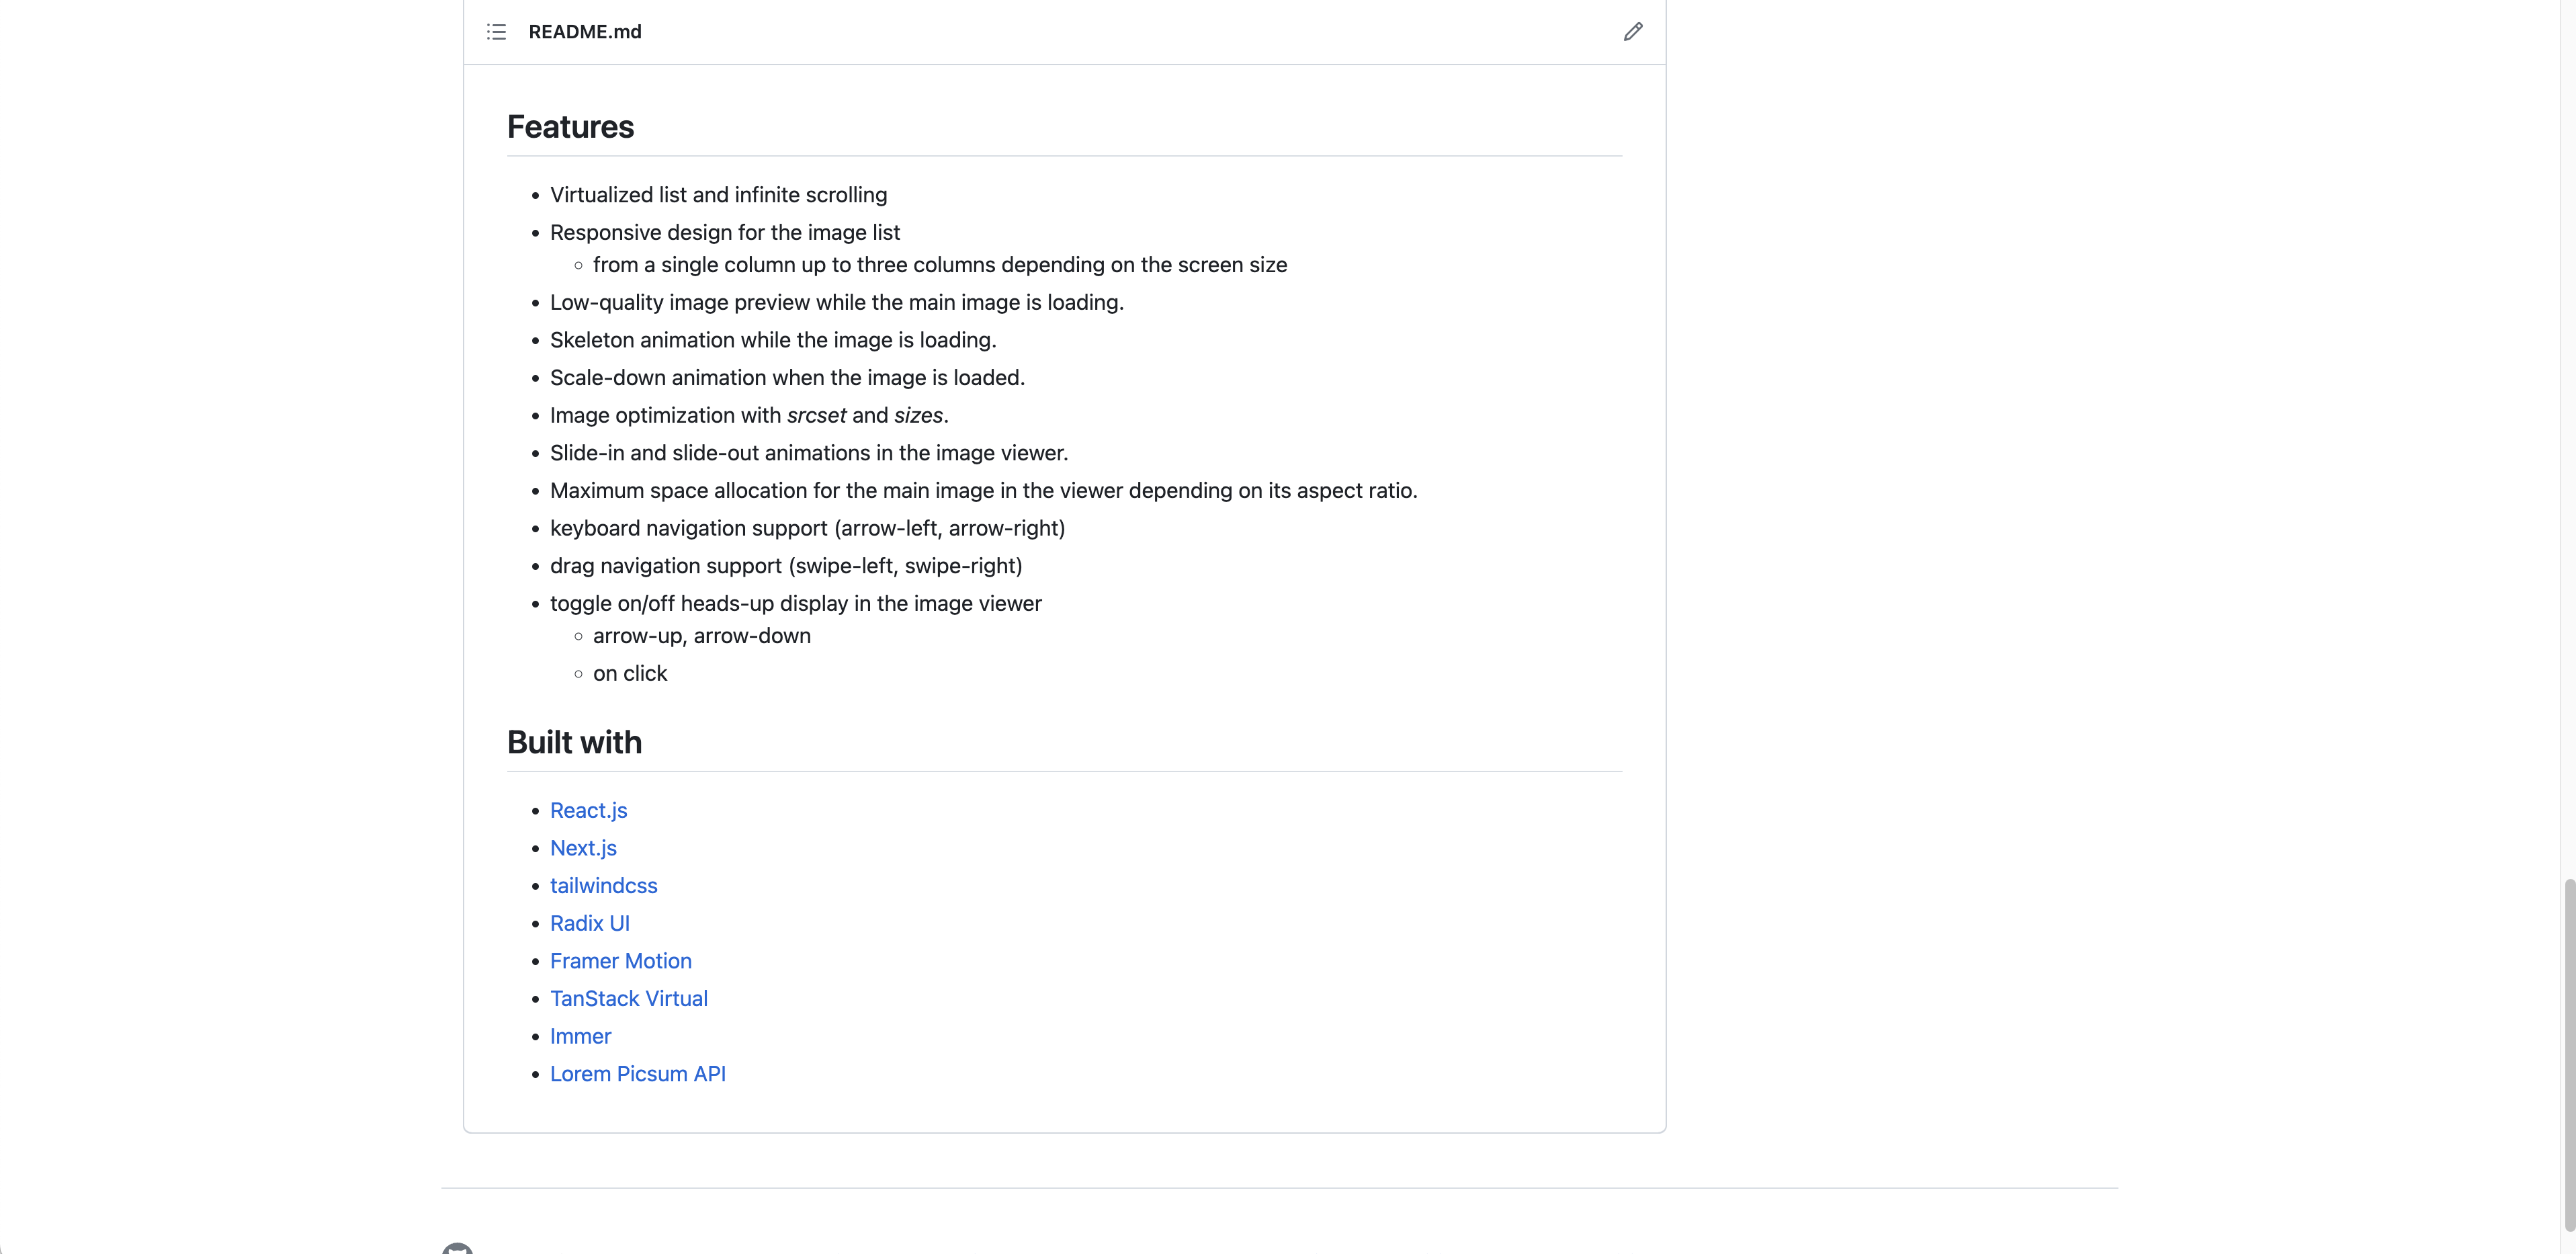 README.md
Features
Virtualized list and infinite scrolling
Responsive design for the image list
from a single column up to three columns depending on the screen size
Low-quality image preview while the main image is loading.
Skeleton animation while the image is loading.
Scale-down animation when the image is loaded.
Image optimization with srcset and sizes.
Slide-in and slide-out animations in the image viewer.
Maximum space allocation for the main image in the viewer depending on its aspect ratio.
keyboard navigation support (arrow-left, arrow-right)
drag navigation support (swipe-left, swipe-right)
toggle on/off heads-up display in the image viewer
arrow-up, arrow-down
on click
Built with
React.js
Next.js
tailwindcss
Radix UI
Framer Motion
TanStack Virtual
Immer
Lorem Picsum API